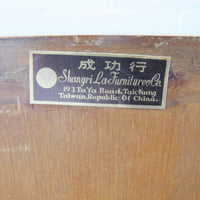 成功行
Shangri La Furniture Co.
193 Ta Ya Road, Taichung
Taiwan, Republic Of China.